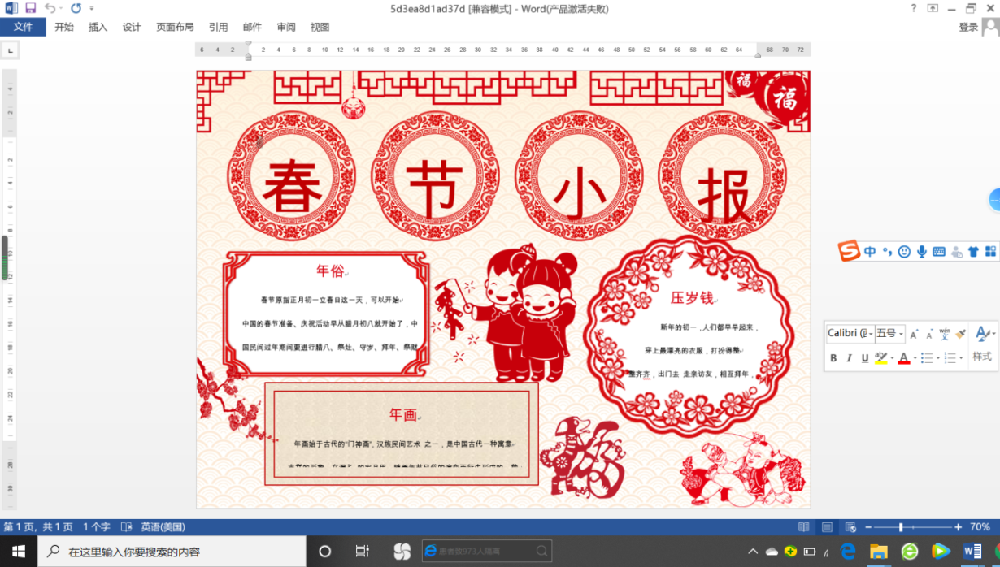 5d3ea8d1ad37d [兼容模式] - Word(产品激活失败)
文件 开始 插入 设计 页面布局 引用 邮件 审阅 视图 登录
6 4 2 2 4 6 8 10 12 14 16 18 20 22 24 26 28 30 32 34 36 38 40 42 44 46 48 50 52 54 56 58 60 62 64 68 70 72
福 福
春 节 小 报
年俗
春节原指正月初一立春日这一天，可以开始
中国的春节准备、庆祝活动早从腊月初八就开始了，中
国民间过年期间要进行腊八、祭灶、守岁、拜年、祭财
压岁钱
新年的初一，人们都早早起来，
穿上最漂亮的衣服，打扮得整
整齐齐，出门去 走亲访友，相互拜年，
年画
年画始于古代的"门神画"，汉族民间艺术 之一，是中国古代一种寓意
中
Calibri 五号
wén
文
B I U aby A
样式
第 1 页，共 1 页 1 个字 英语(美国) 70%
在这里输入你要搜索的内容
患者致973人隔离